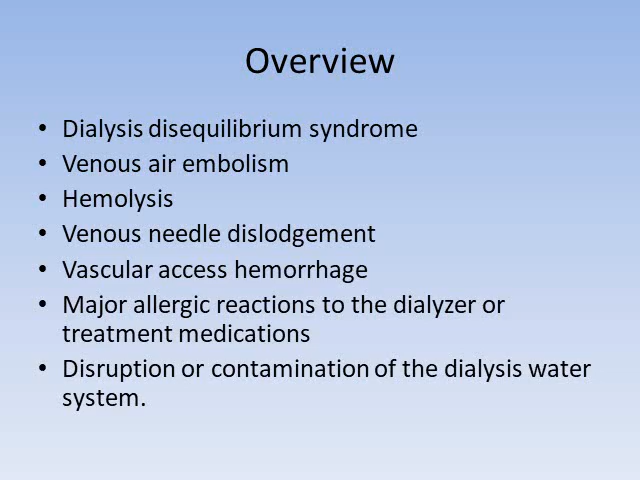 Overview
• Dialysis disequilibrium syndrome
• Venous air embolism
• Hemolysis
• Venous needle dislodgement
• Vascular access hemorrhage
• Major allergic reactions to the dialyzer or
treatment medications
• Disruption or contamination of the dialysis water
system.